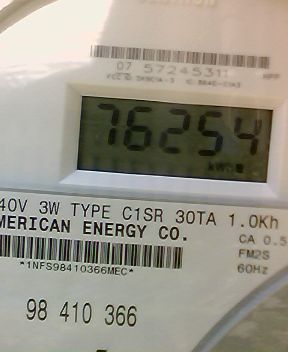 07 57245311
HPP
76254
kWh
40V 3W TYPE C1SR 30TA 1.0Kh
MERICAN ENERGY CO.
CA 0.5
FM2S
60Hz
*1NFS98410366MEC*
98 410 366